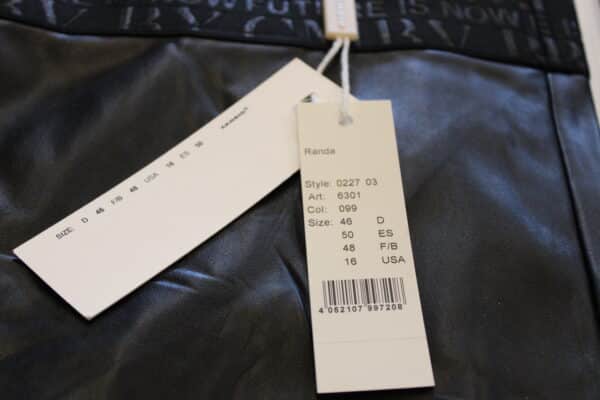 FUTURE IS NOW
Randa
Style: 0227 03
Art: 6301
Col: 099
Size: 46 D
50 ES
48 F/B
16 USA
4 062107 997208
SIZE: D 46 F/B 48 USA 16 ES 50